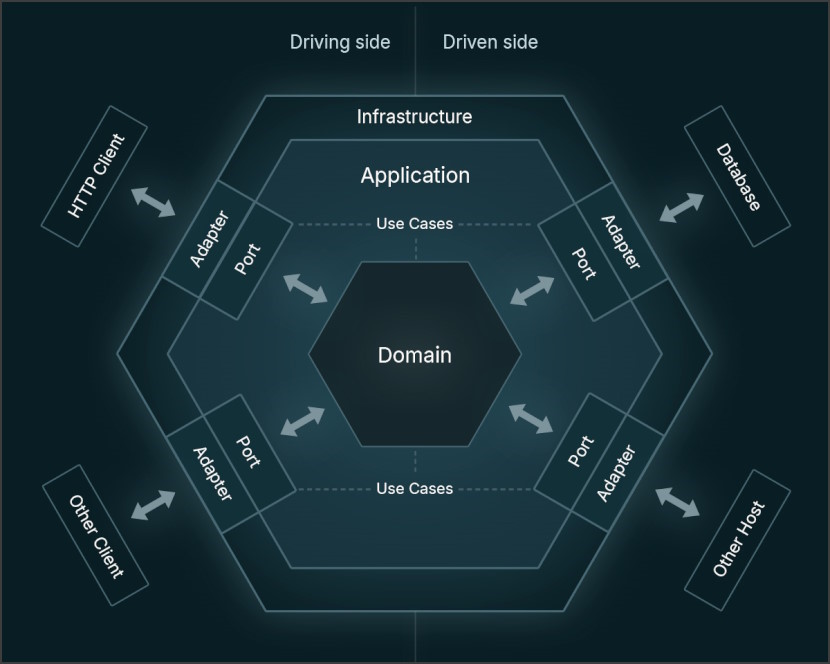 Driving side
Driven side
Infrastructure
HTTP Client
Database
Application
Adapter
Port
Use Cases
Port
Adapter
Domain
Adapter
Port
Use Cases
Port
Adapter
Other Client
Other Host